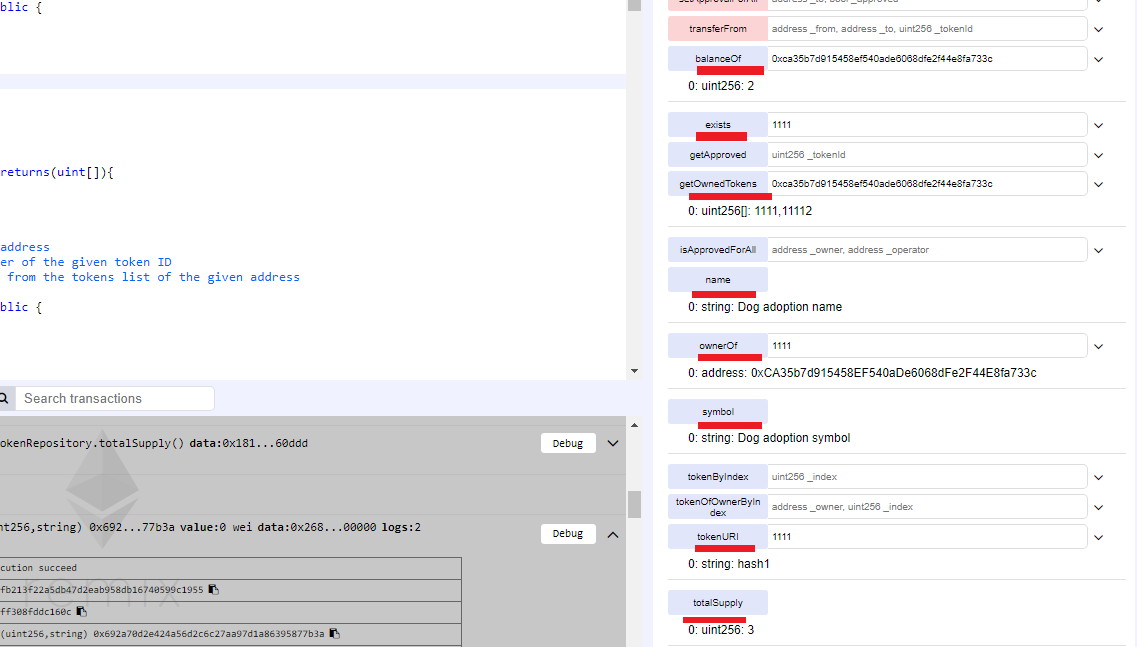 blic {
returns(uint[]){
address
er of the given token ID
from the tokens list of the given address
blic {
Search transactions
okenRepository.totalSupply() data:0x181...60ddd
Debug
nt256,string) 0x692...77b3a value:0 wei data:0x268...00000 logs:2
Debug
cution succeed
fb213f22a5db47d2eab958db16740599c1955
ff308fddc160c
(uint256,string) 0x692a70d2e424a56d2c6c27aa97d1a86395877b3a
remix
setApprovalForAll address _to, bool _approved
transferFrom address _from, address _to, uint256 _tokenId
balanceOf 0xca35b7d915458ef540ade6068dfe2f44e8fa733c
0: uint256: 2
exists 1111
getApproved uint256 _tokenId
getOwnedTokens 0xca35b7d915458ef540ade6068dfe2f44e8fa733c
0: uint256[]: 1111,11112
isApprovedForAll address _owner, address _operator
name
0: string: Dog adoption name
ownerOf 1111
0: address: 0xCA35b7d915458EF540aDe6068dFe2F44E8fa733c
symbol
0: string: Dog adoption symbol
tokenByIndex uint256 _index
tokenOfOwnerByIn
dex address _owner, uint256 _index
tokenURI 1111
0: string: hash1
totalSupply
0: uint256: 3